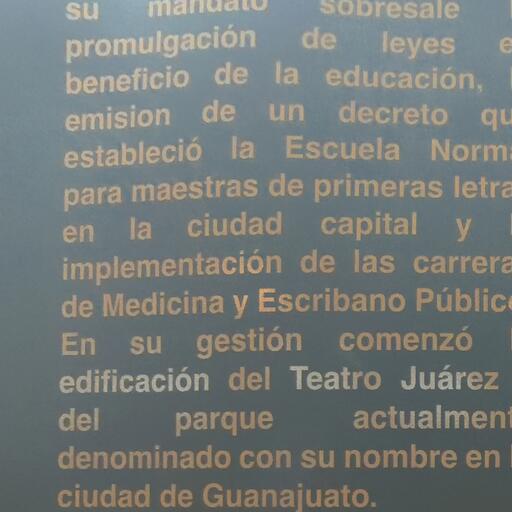 su mandato sobresale
promulgación de leyes
beneficio de la educación,
emision de un decreto
estableció la Escuela
para maestras de primeras
en la ciudad capital y
implementación de las
de Medicina y Escribano
En su gestión comenzó
edificación del Teatro Juárez
del parque
denominado con su nombre en
ciudad de Guanajuato.